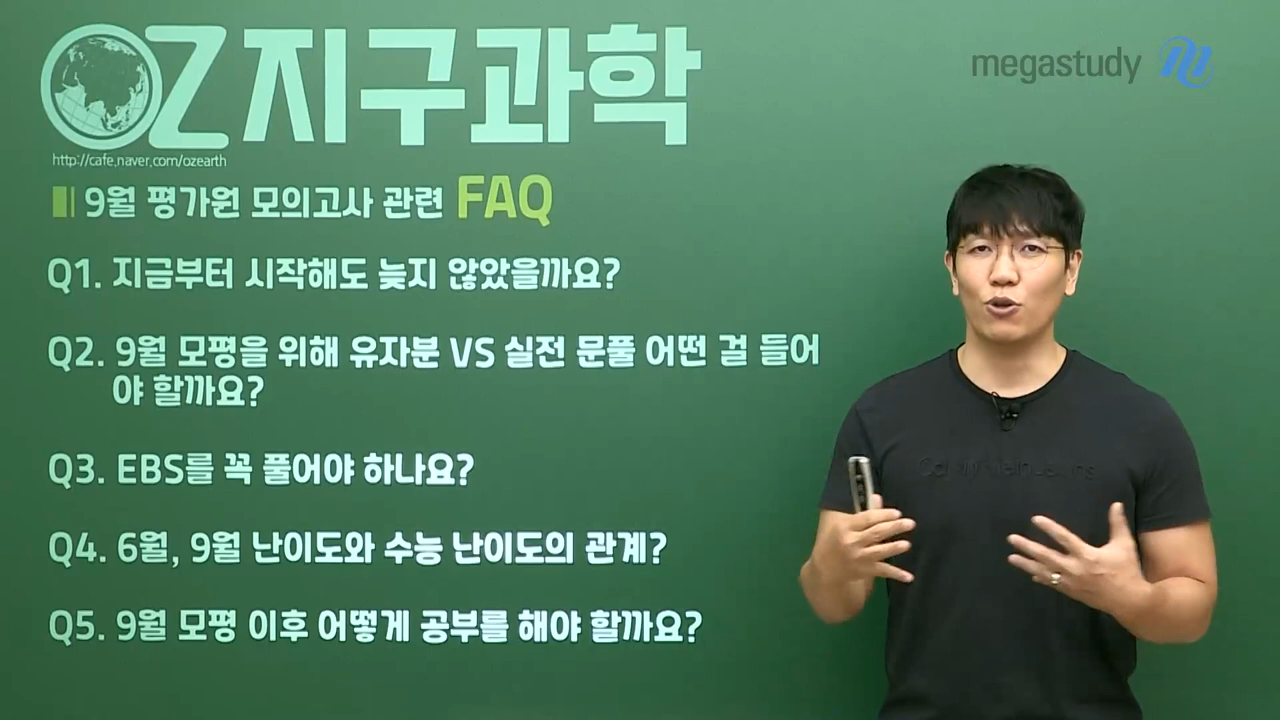 OZ지구과학
megastudy
http://cafe.naver.com/ozearth
9월 평가원 모의고사 관련 FAQ
Q1. 지금부터 시작해도 늦지 않았을까요?
Q2. 9월 모평을 위해 유자분 VS 실전 문풀 어떤 걸 들어
야 할까요?
Q3. EBS를 꼭 풀어야 하나요?
Q4. 6월, 9월 난이도와 수능 난이도의 관계?
Q5. 9월 모평 이후 어떻게 공부를 해야 할까요?